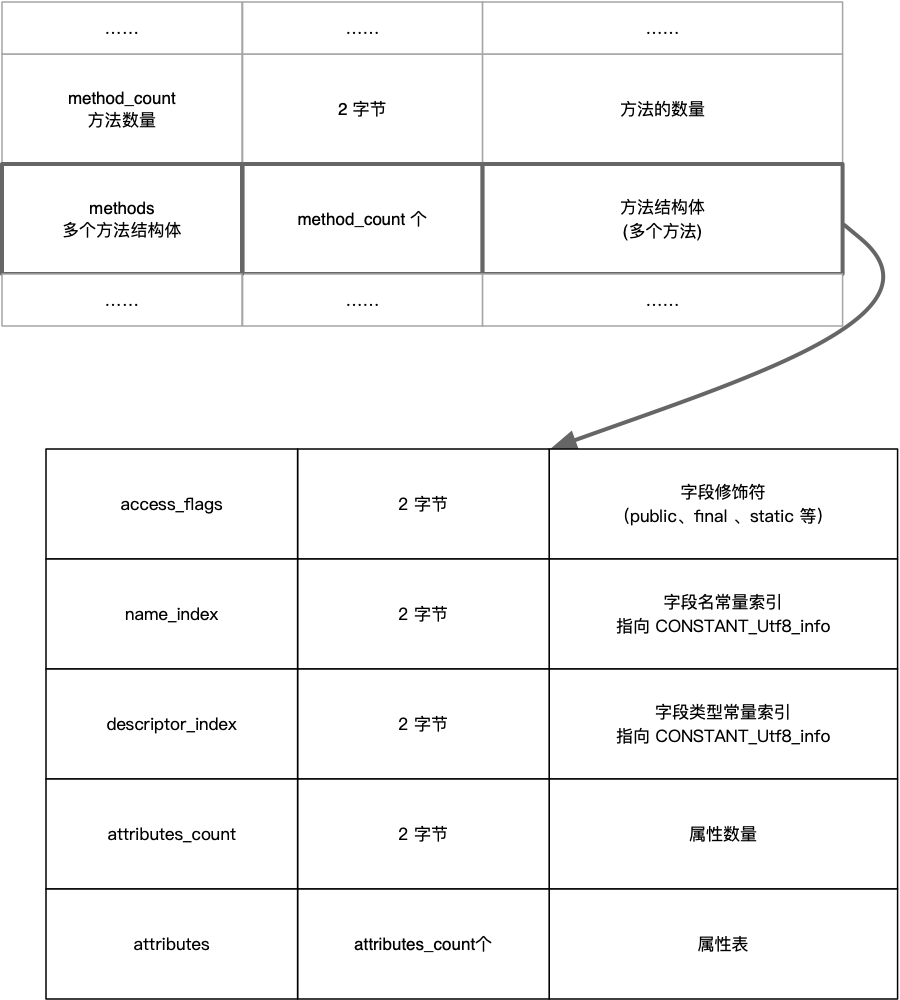 …… …… ……
method_count
方法数量
2 字节
方法的数量
methods
多个方法结构体
method_count 个
方法结构体
(多个方法)
…… …… ……
access_flags
2 字节
字段修饰符
（public、final 、static 等）
name_index
2 字节
字段名常量索引
指向 CONSTANT_Utf8_info
descriptor_index
2 字节
字段类型常量索引
指向 CONSTANT_Utf8_info
attributes_count
2 字节
属性数量
attributes
attributes_count个
属性表